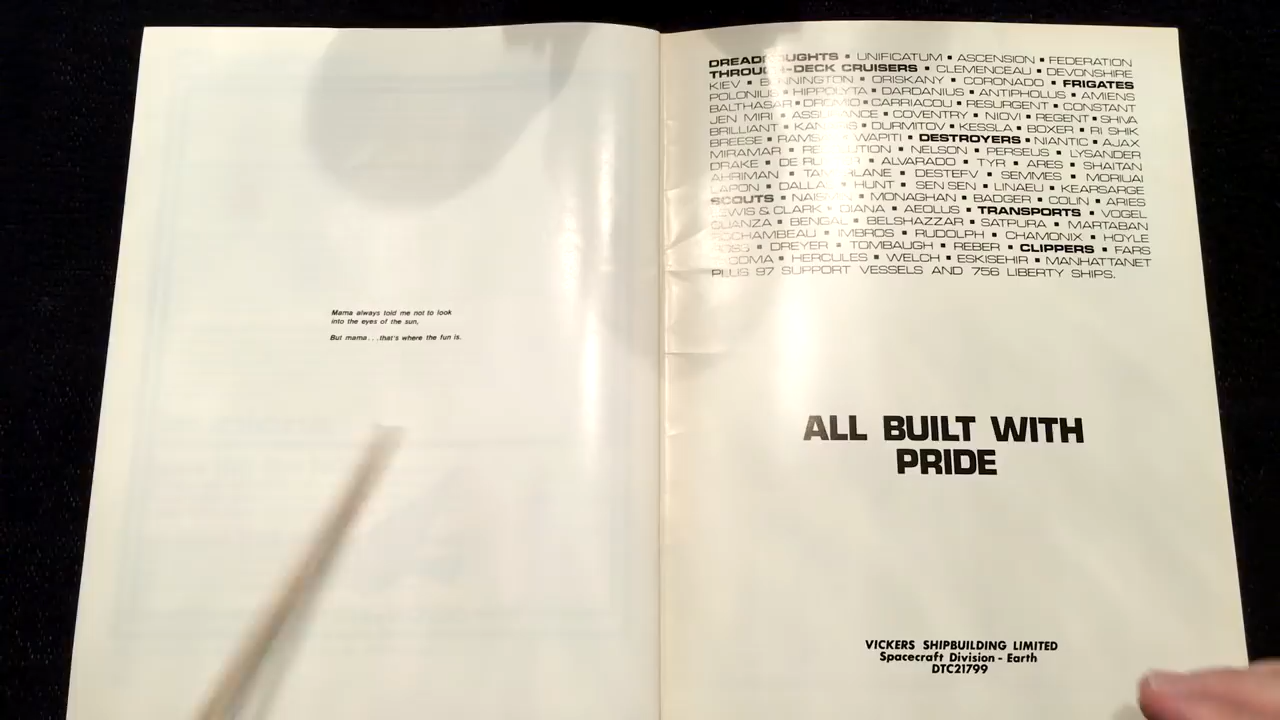 Mama always told me not to look
into the eyes of the sun,
But mama...that's where the fun is.
▪ UNIFICATUM ▪ ASCENSION ▪ FEDERATION
CRUISERS ▪ CLEMENCEAU ▪ DEVONSHIRE
KIEV ▪ ▪ ORISKANY ▪ CORONADO ▪ FRIGATES
▪ HIPPOLYTA ▪ DARDANIUS ▪ ANTIPHOLUS ▪ AMIENS
BALTHASAR ▪ ▪ CARRIACOU ▪ RESURGENT ▪ CONSTANT
JEN MIRI ▪ ▪ COVENTRY ▪ NIOVI ▪ REGENT ▪ SHIVA
BRILLIANT ▪ ▪ DURMITOV ▪ KESSLA ▪ BOXER ▪ RI SHIK
BREESE ▪ ▪ WAPITI ▪ DESTROYERS ▪ NIANTIC ▪ AJAX
MIRAMAR ▪ ▪ NELSON ▪ PERSEUS ▪ LYSANDER
DRAKE ▪ ▪ ALVARADO ▪ TYR ▪ ARES ▪ SHAITAN
AHRIMAN ▪ ▪ DESTEFV ▪ SEMMES ▪ MORIUAI
LAPON ▪ ▪ HUNT ▪ SEN SEN ▪ LINAEU ▪ KEARSARGE
SCOUTS ▪ ▪ MONAGHAN ▪ BADGER ▪ COLIN ▪ ARIES
LEWIS & CLARK ▪ DIANA ▪ AEOLUS ▪ TRANSPORTS ▪ VOGEL
▪ BENGAL ▪ BELSHAZZAR ▪ SATPURA ▪ MARTABAN
▪ IMBROS ▪ RUDOLPH ▪ CHAMONIX ▪ HOYLE
▪ DREYER ▪ TOMBAUGH ▪ REBER ▪ CLIPPERS ▪ FARS
▪ HERCULES ▪ WELCH ▪ ESKISEHIR ▪ MANHATTANET
PLUS 97 SUPPORT VESSELS AND 756 LIBERTY SHIPS.
ALL BUILT WITH
PRIDE
VICKERS SHIPBUILDING LIMITED
Spacecraft Division - Earth
DTC21799